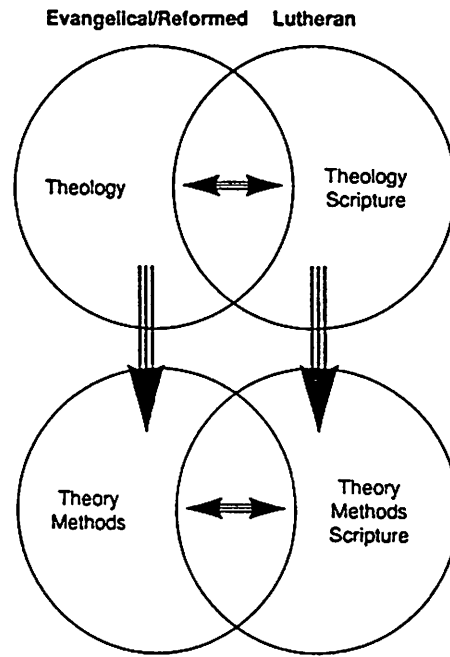 Evangelical/Reformed Lutheran
Theology
Theology
Scripture
Theory
Methods
Theory
Methods
Scripture